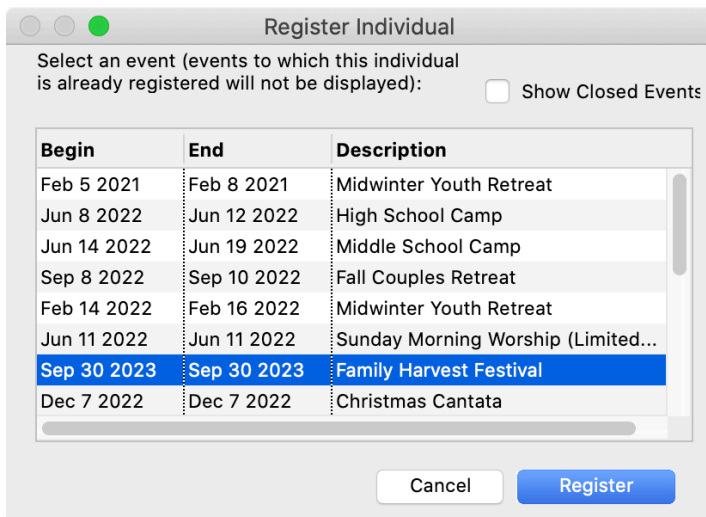 Register Individual
Select an event (events to which this individual
is already registered will not be displayed):
Show Closed Events
Begin End Description
Feb 5 2021 Feb 8 2021 Midwinter Youth Retreat
Jun 8 2022 Jun 12 2022 High School Camp
Jun 14 2022 Jun 19 2022 Middle School Camp
Sep 8 2022 Sep 10 2022 Fall Couples Retreat
Feb 14 2022 Feb 16 2022 Midwinter Youth Retreat
Jun 11 2022 Jun 11 2022 Sunday Morning Worship (Limited...
Sep 30 2023 Sep 30 2023 Family Harvest Festival
Dec 7 2022 Dec 7 2022 Christmas Cantata
Cancel Register